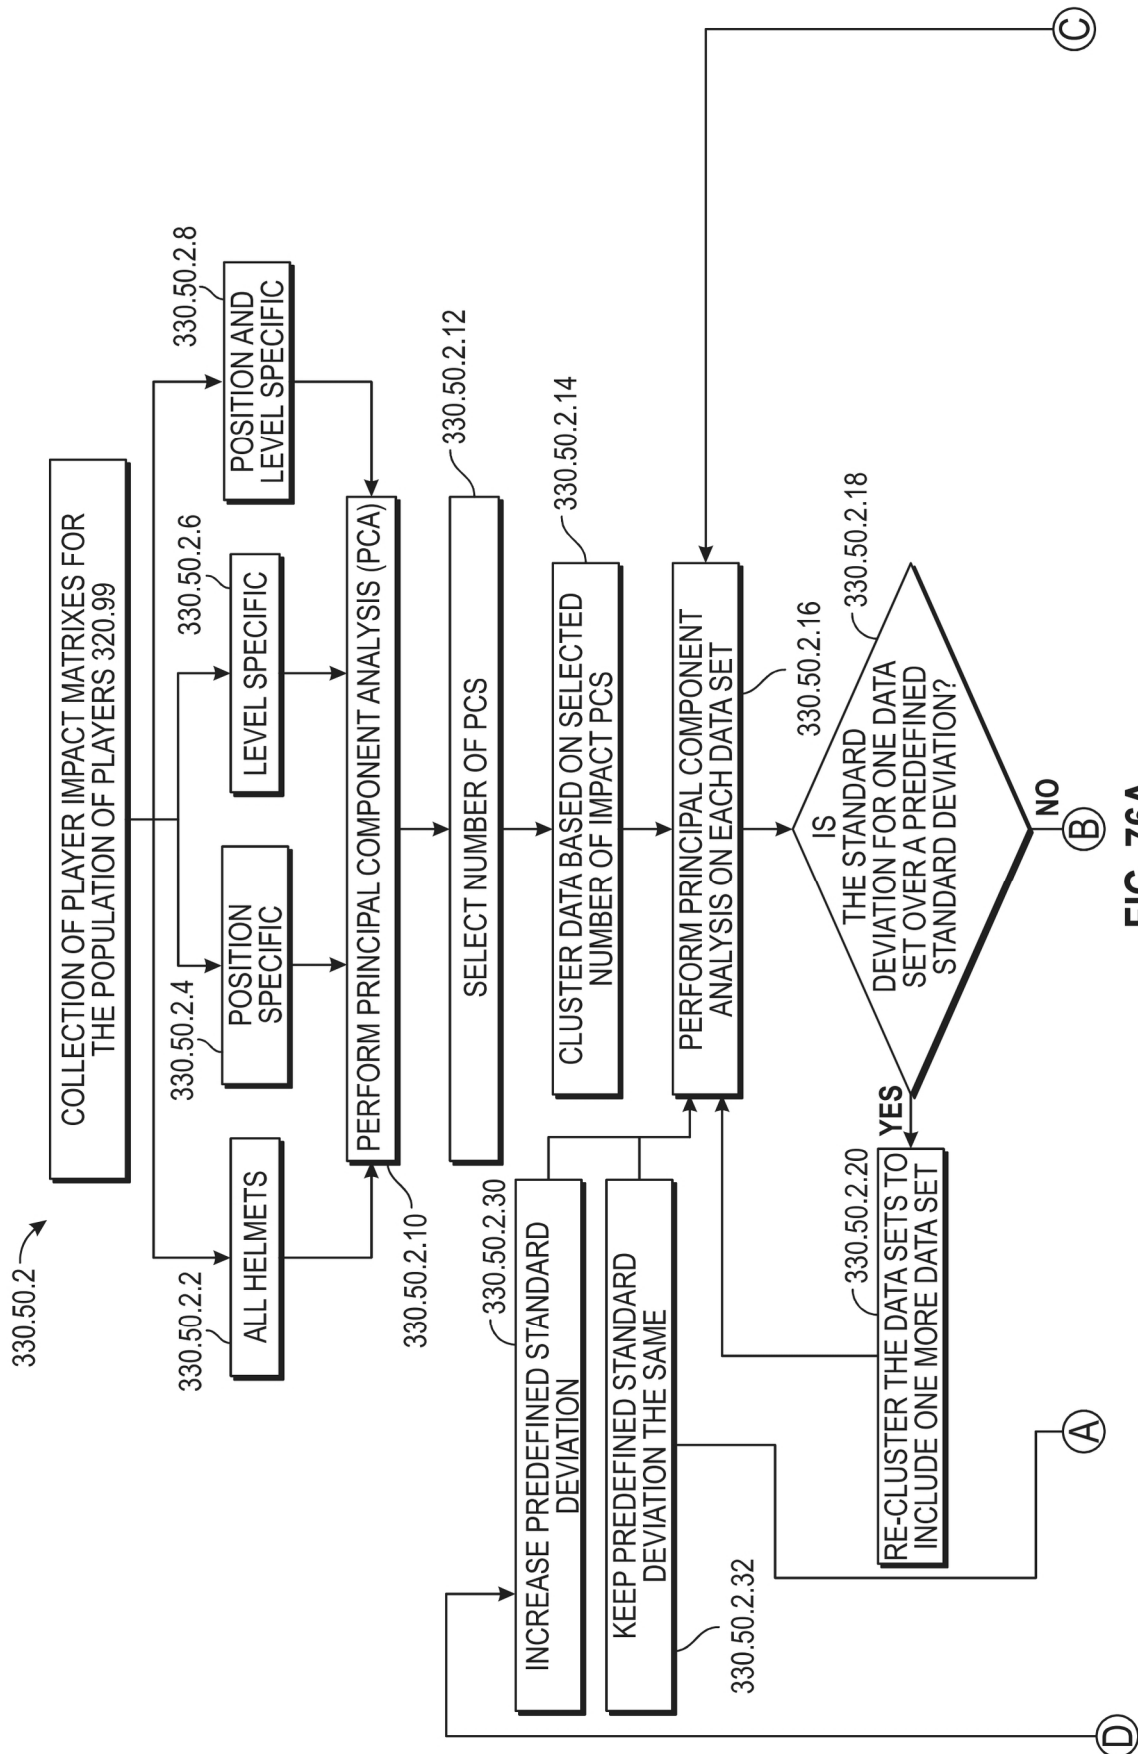 330.50.2
COLLECTION OF PLAYER IMPACT MATRIXES FOR
THE POPULATION OF PLAYERS 320.99
330.50.2.2
ALL HELMETS
330.50.2.4
POSITION
SPECIFIC
330.50.2.6
LEVEL SPECIFIC
330.50.2.8
POSITION AND
LEVEL SPECIFIC
330.50.2.10
PERFORM PRINCIPAL COMPONENT ANALYSIS (PCA)
330.50.2.12
SELECT NUMBER OF PCS
330.50.2.14
CLUSTER DATA BASED ON SELECTED
NUMBER OF IMPACT PCS
330.50.2.30
INCREASE PREDEFINED STANDARD
DEVIATION
KEEP PREDEFINED STANDARD
DEVIATION THE SAME
330.50.2.32
PERFORM PRINCIPAL COMPONENT
ANALYSIS ON EACH DATA SET
330.50.2.16
330.50.2.18
IS
THE STANDARD
DEVIATION FOR ONE DATA
SET OVER A PREDEFINED
STANDARD DEVIATION?
YES
330.50.2.20
RE-CLUSTER THE DATA SETS TO
INCLUDE ONE MORE DATA SET
NO
D
A
B
C
FIG. 76A